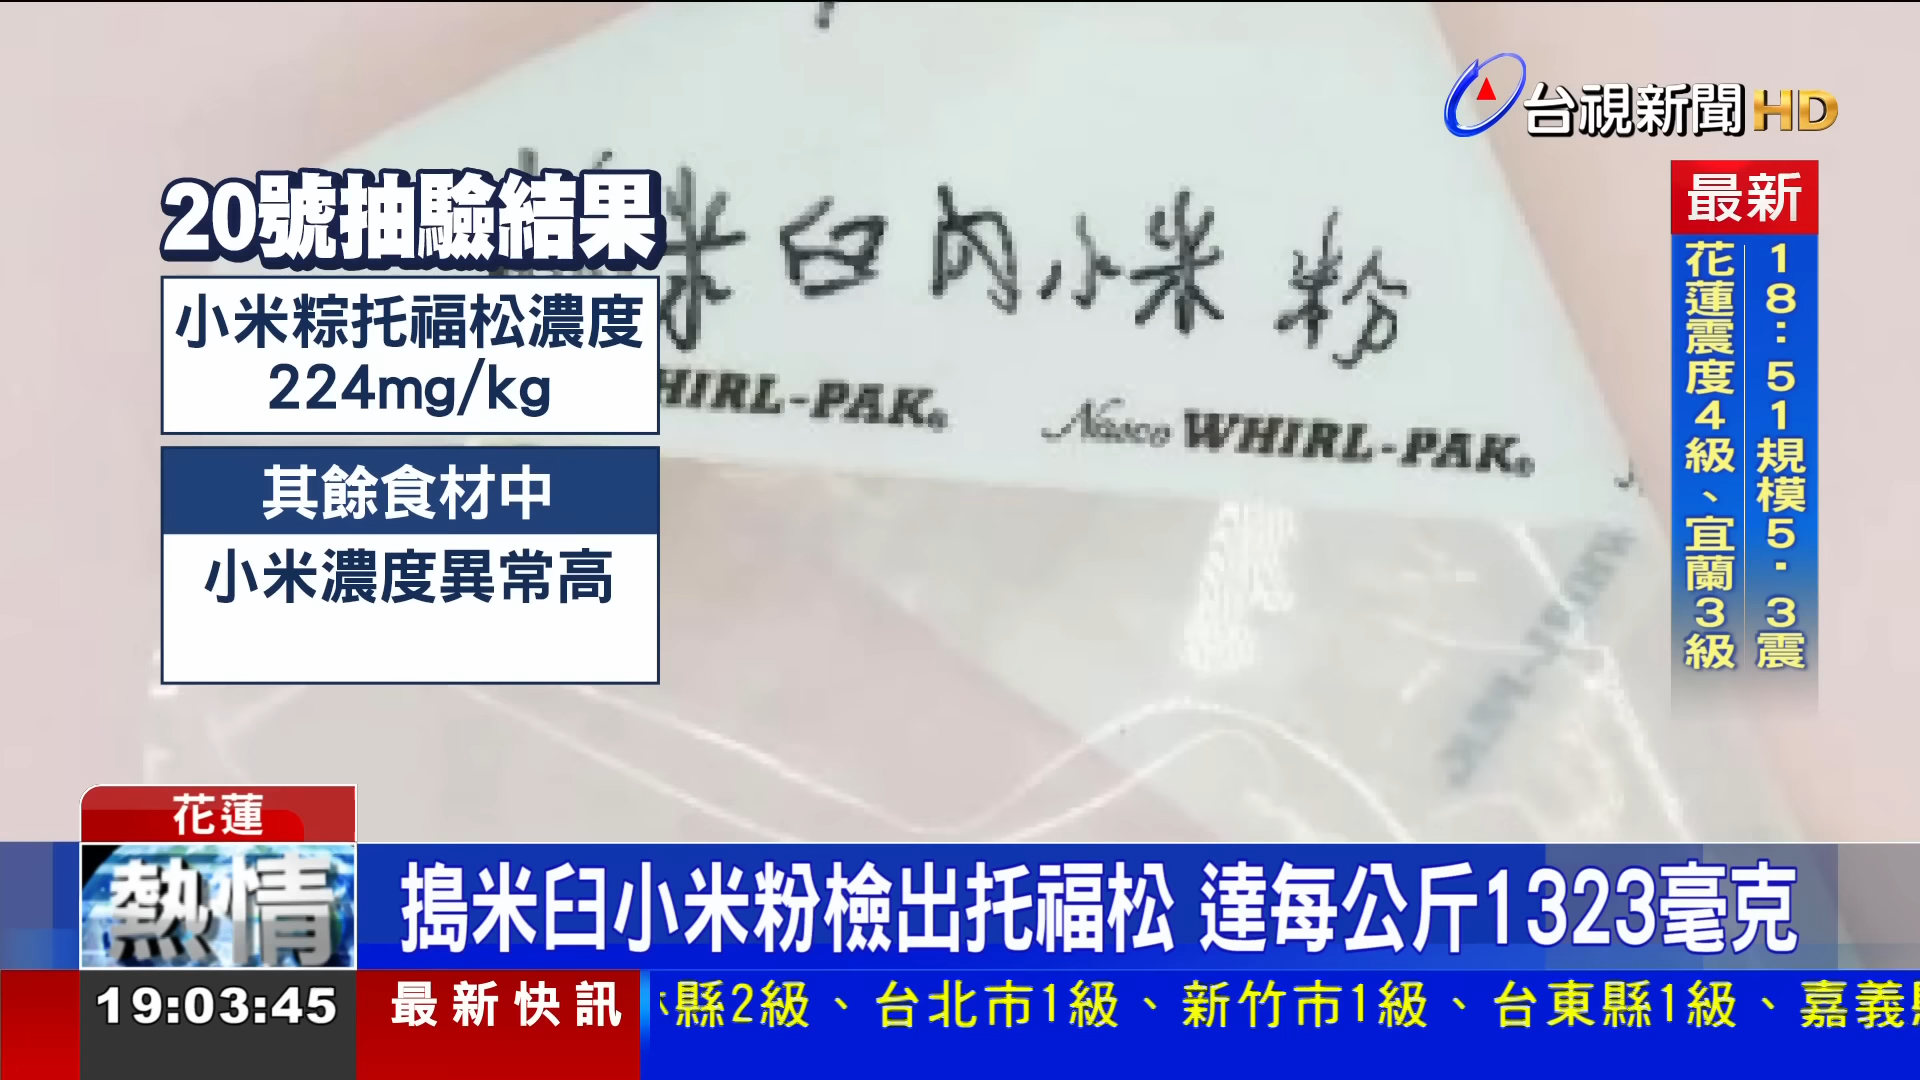 台視新聞HD
最新
18:51規模5.3震
花蓮震度4級、宜蘭3級
20號抽驗結果
小米粽托福松濃度
224mg/kg
其餘食材中
小米濃度異常高
米臼內小米粉
HIRL-PAK®
Nasco WHIRL-PAK®
花蓮
熱情
搗米臼小米粉檢出托福松 達每公斤1323毫克
19:03:45
最新快訊
縣2級、台北市1級、新竹市1級、台東縣1級、嘉義